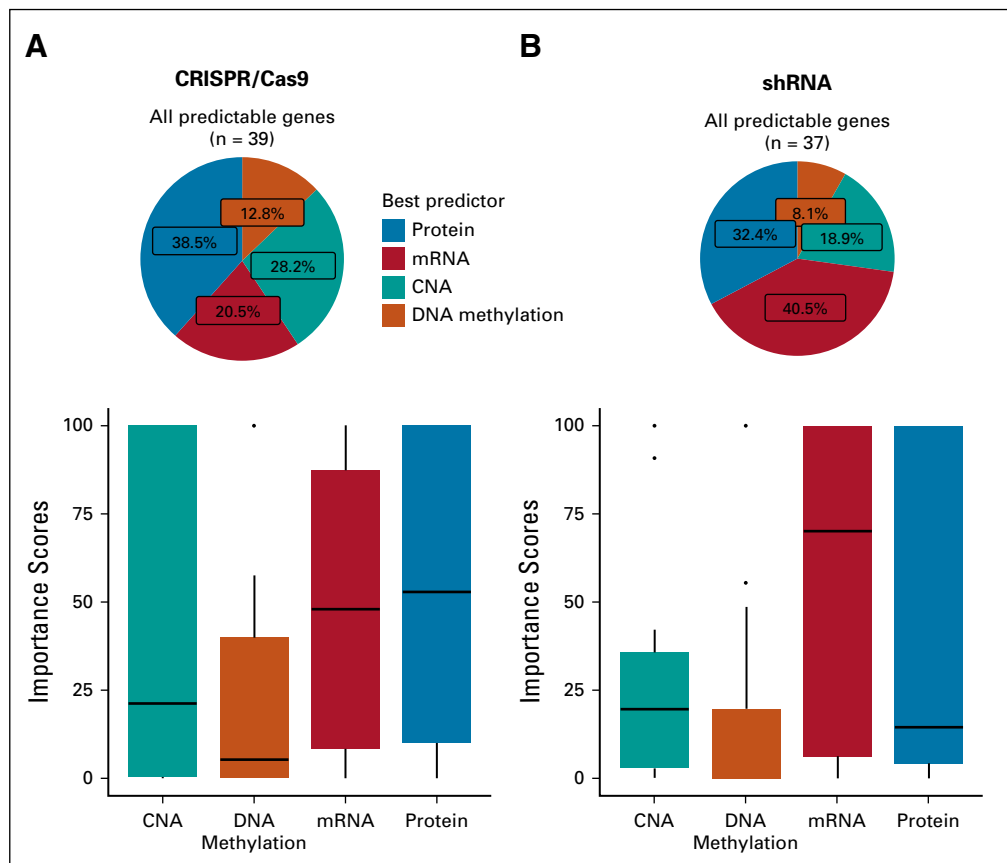 A
CRISPR/Cas9
All predictable genes
(n = 39)
12.8%
38.5%
28.2%
20.5%
Best predictor
Protein
mRNA
CNA
DNA methylation
B
shRNA
All predictable genes
(n = 37)
8.1%
32.4%
18.9%
40.5%
Importance Scores
100
75
50
25
0
CNA
DNA
Methylation
mRNA
Protein
Importance Scores
100
75
50
25
0
CNA
DNA
Methylation
mRNA
Protein